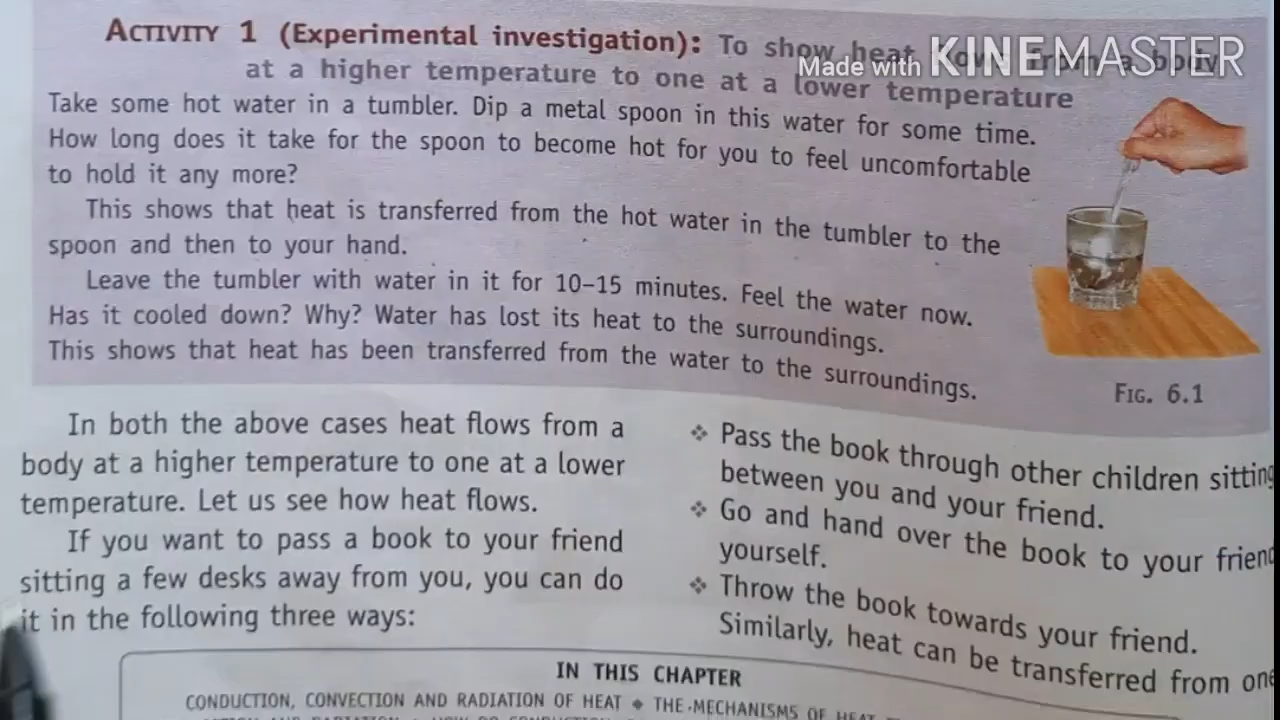 ACTIVITY 1 (Experimental investigation): To show heat
Made with KINEMASTER
at a higher temperature to one at a lower temperature
Take some hot water in a tumbler. Dip a metal spoon in this water for some time.
How long does it take for the spoon to become hot for you to feel uncomfortable
to hold it any more?
This shows that heat is transferred from the hot water in the tumbler to the
spoon and then to your hand.
Leave the tumbler with water in it for 10–15 minutes. Feel the water now.
Has it cooled down? Why? Water has lost its heat to the surroundings.
This shows that heat has been transferred from the water to the surroundings.
FIG. 6.1
In both the above cases heat flows from a
body at a higher temperature to one at a lower
temperature. Let us see how heat flows.
If you want to pass a book to your friend
sitting a few desks away from you, you can do
it in the following three ways:
❖ Pass the book through other children sitting
between you and your friend.
❖ Go and hand over the book to your friend
yourself.
❖ Throw the book towards your friend.
Similarly, heat can be transferred from one
IN THIS CHAPTER
CONDUCTION, CONVECTION AND RADIATION OF HEAT ◆ THE MECHANISMS OF HEAT